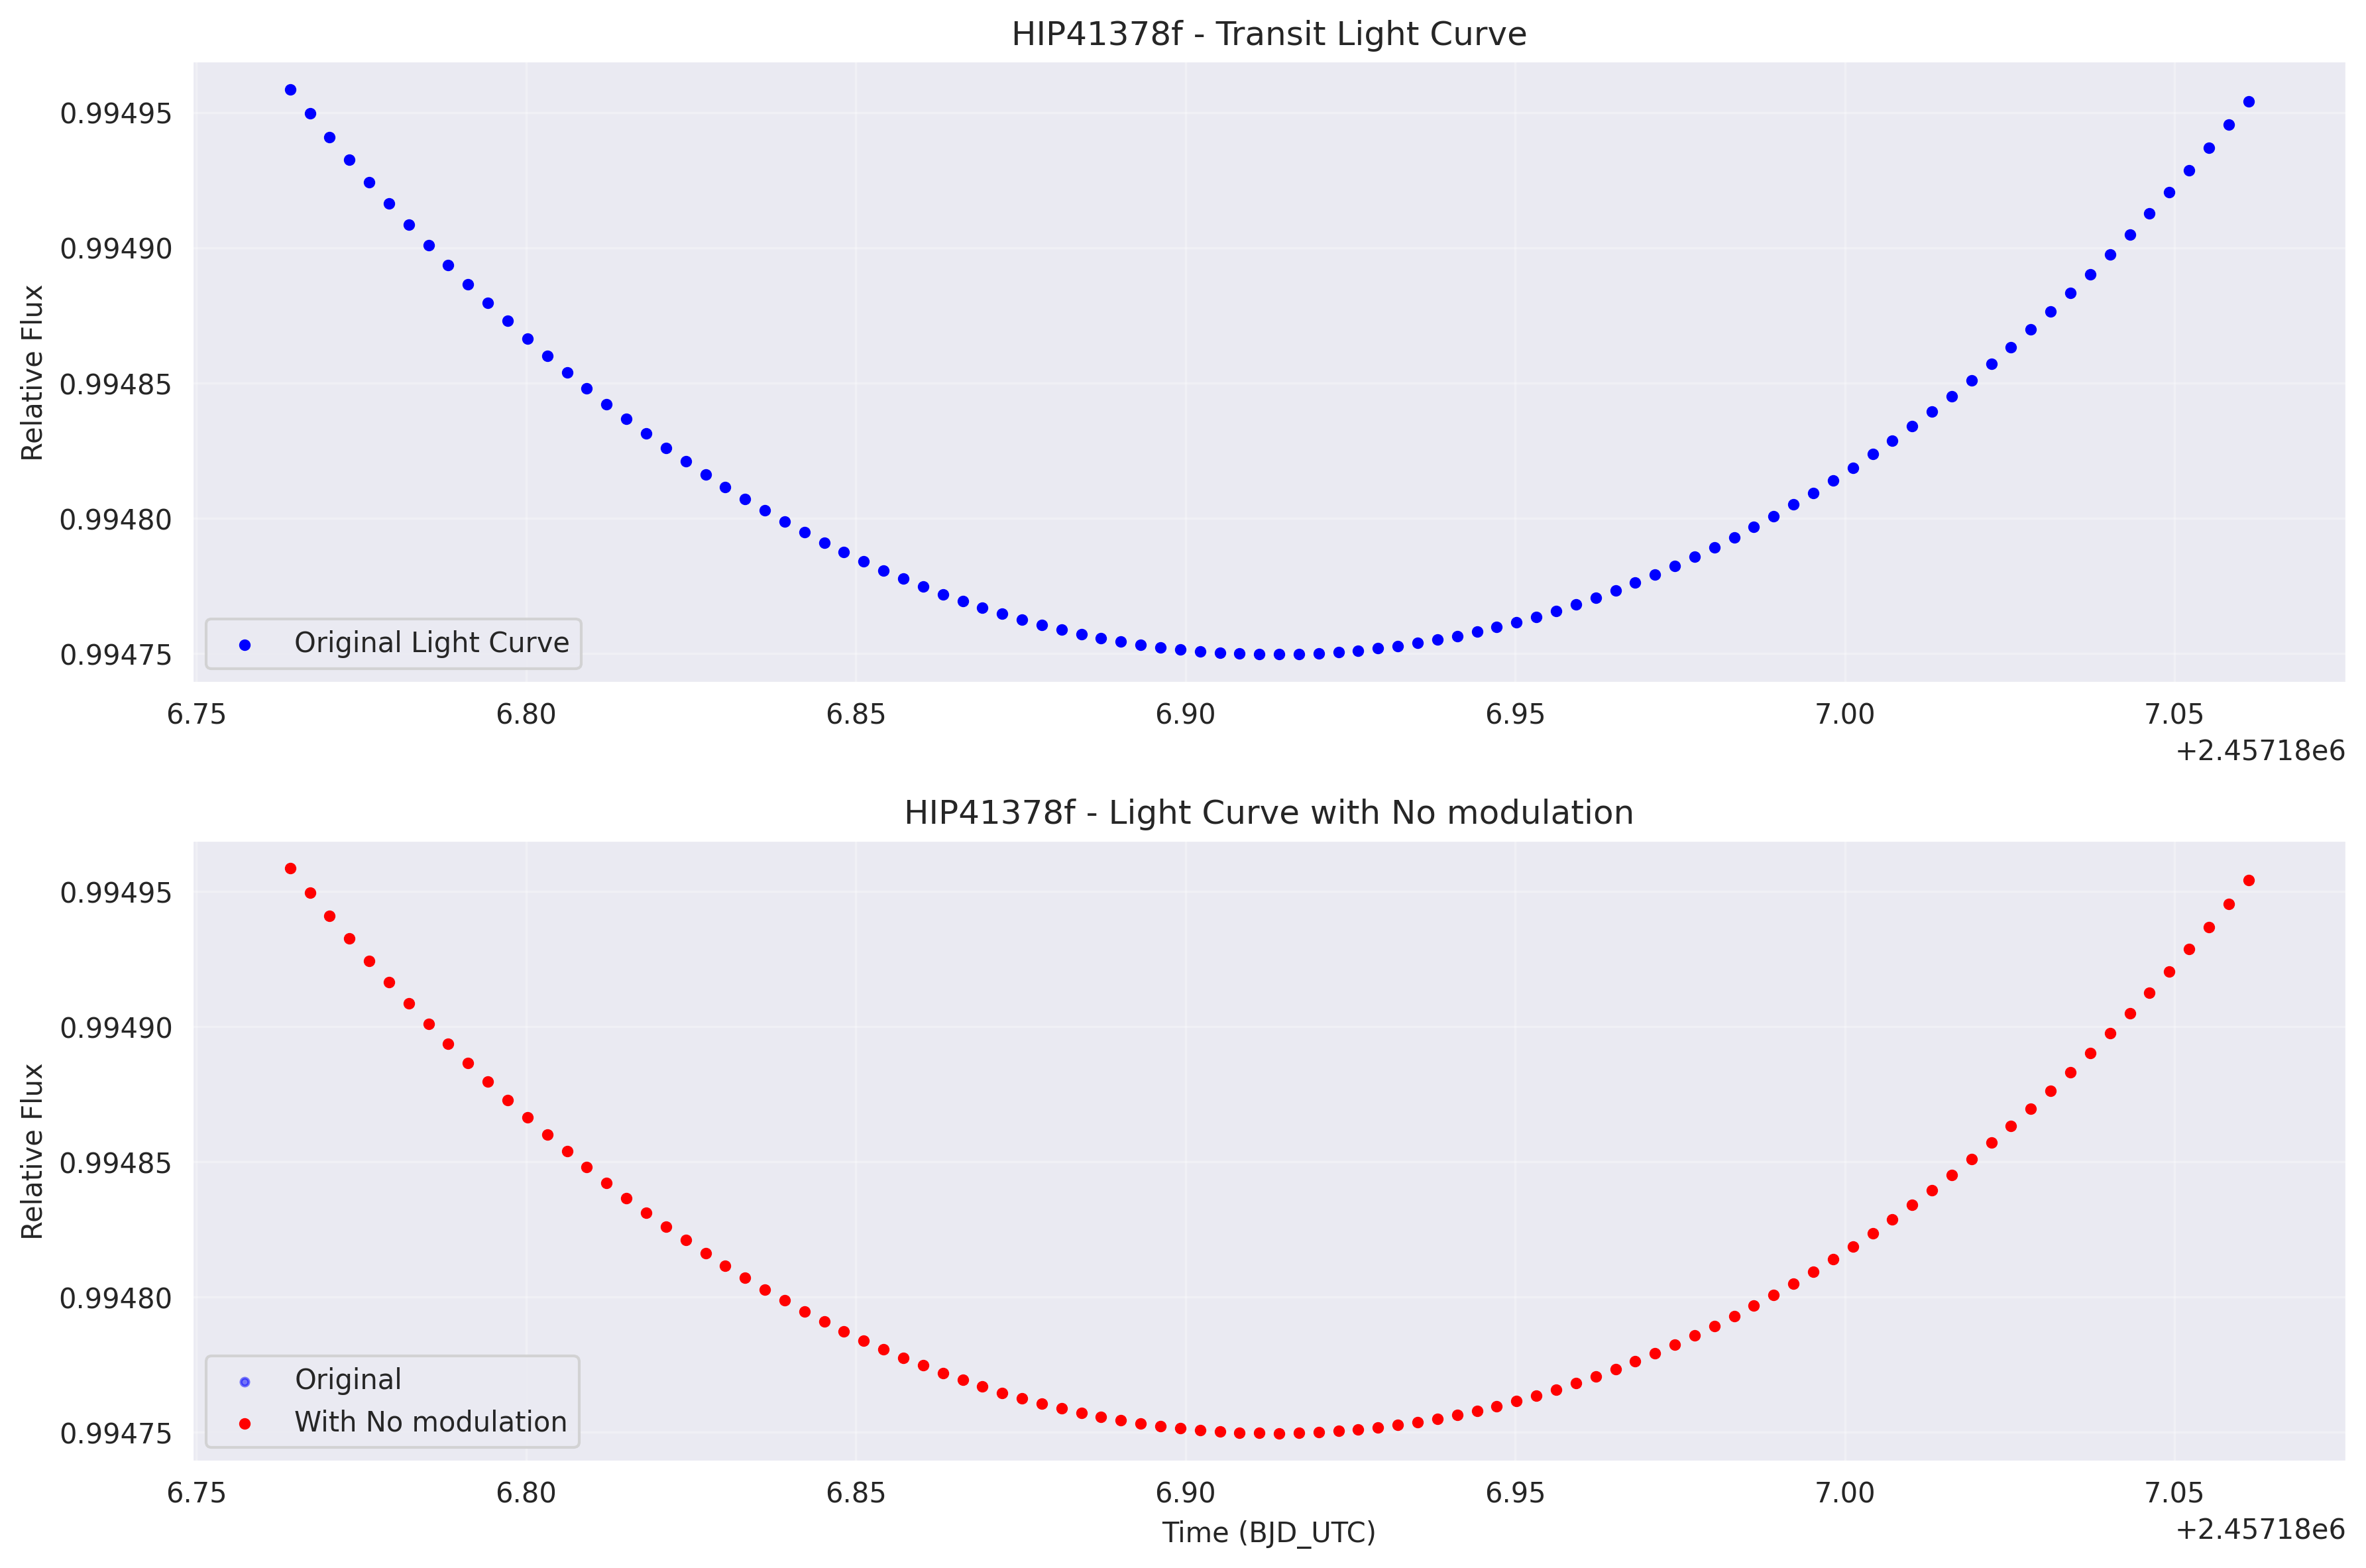 HIP41378f - Transit Light Curve
Relative Flux
0.99495
0.99490
0.99485
0.99480
0.99475
Original Light Curve
6.75 6.80 6.85 6.90 6.95 7.00 7.05
+2.45718e6
HIP41378f - Light Curve with No modulation
Relative Flux
0.99495
0.99490
0.99485
0.99480
0.99475
Original
With No modulation
6.75 6.80 6.85 6.90 6.95 7.00 7.05
+2.45718e6
Time (BJD_UTC)